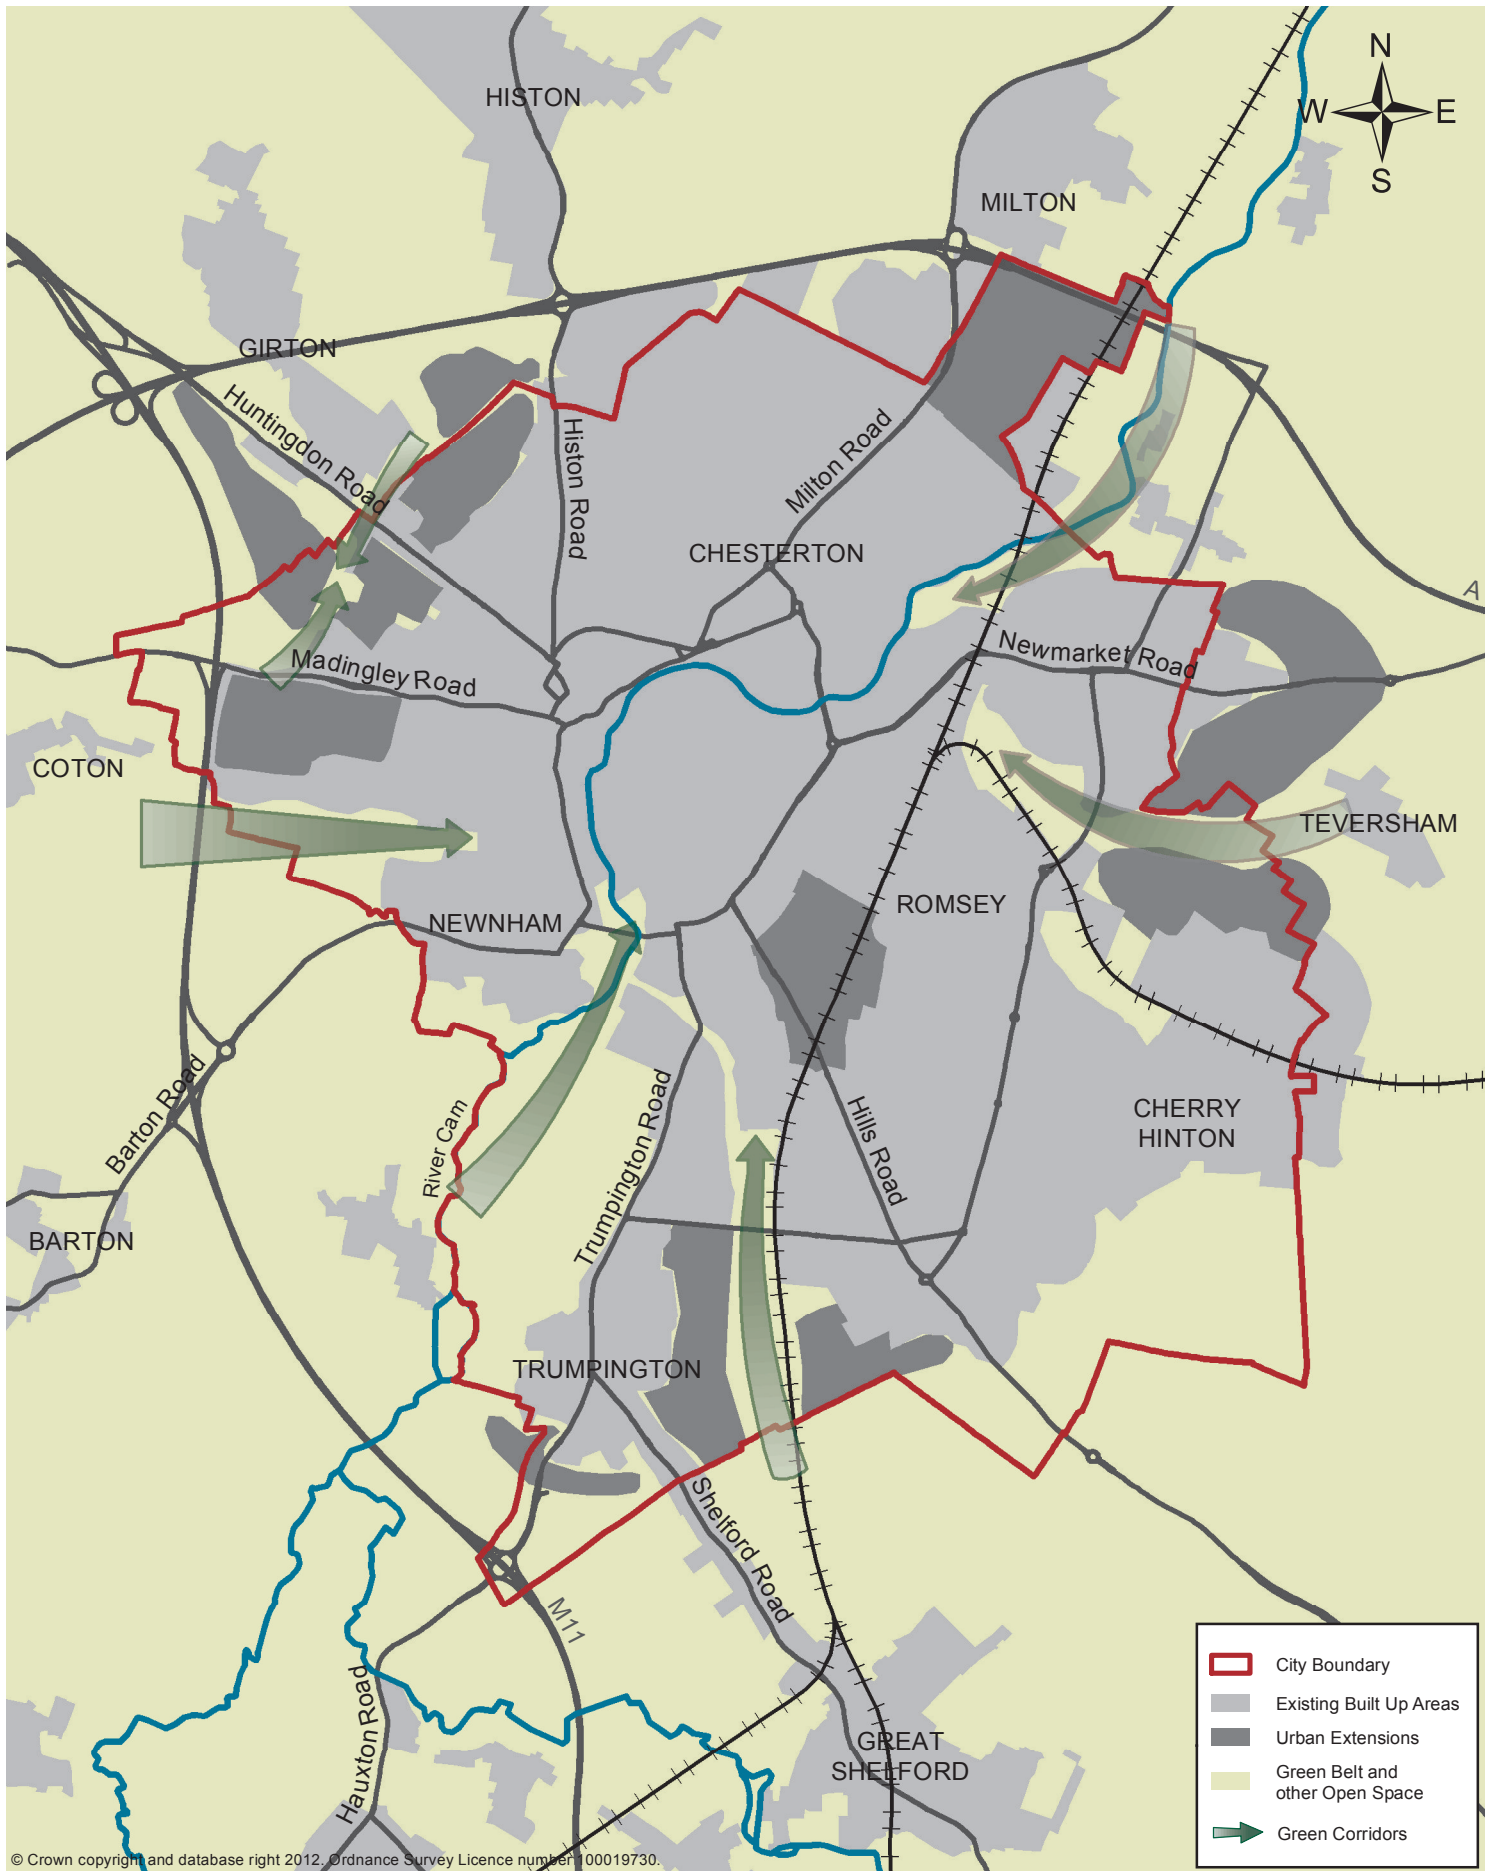 N
W
E
S
HISTON
MILTON
GIRTON
Huntingdon Road
Histon Road
Milton Road
CHESTERTON
A
Newmarket Road
Madingley Road
COTON
TEVERSHAM
ROMSEY
NEWNHAM
Barton Road
River Cam
Trumpington Road
Hills Road
CHERRY
HINTON
BARTON
TRUMPINGTON
Shelford Road
M11
Hauxton Road
GREAT
SHELFORD
City Boundary
Existing Built Up Areas
Urban Extensions
Green Belt and
other Open Space
Green Corridors
© Crown copyright and database right 2012. Ordnance Survey Licence number 100019730.